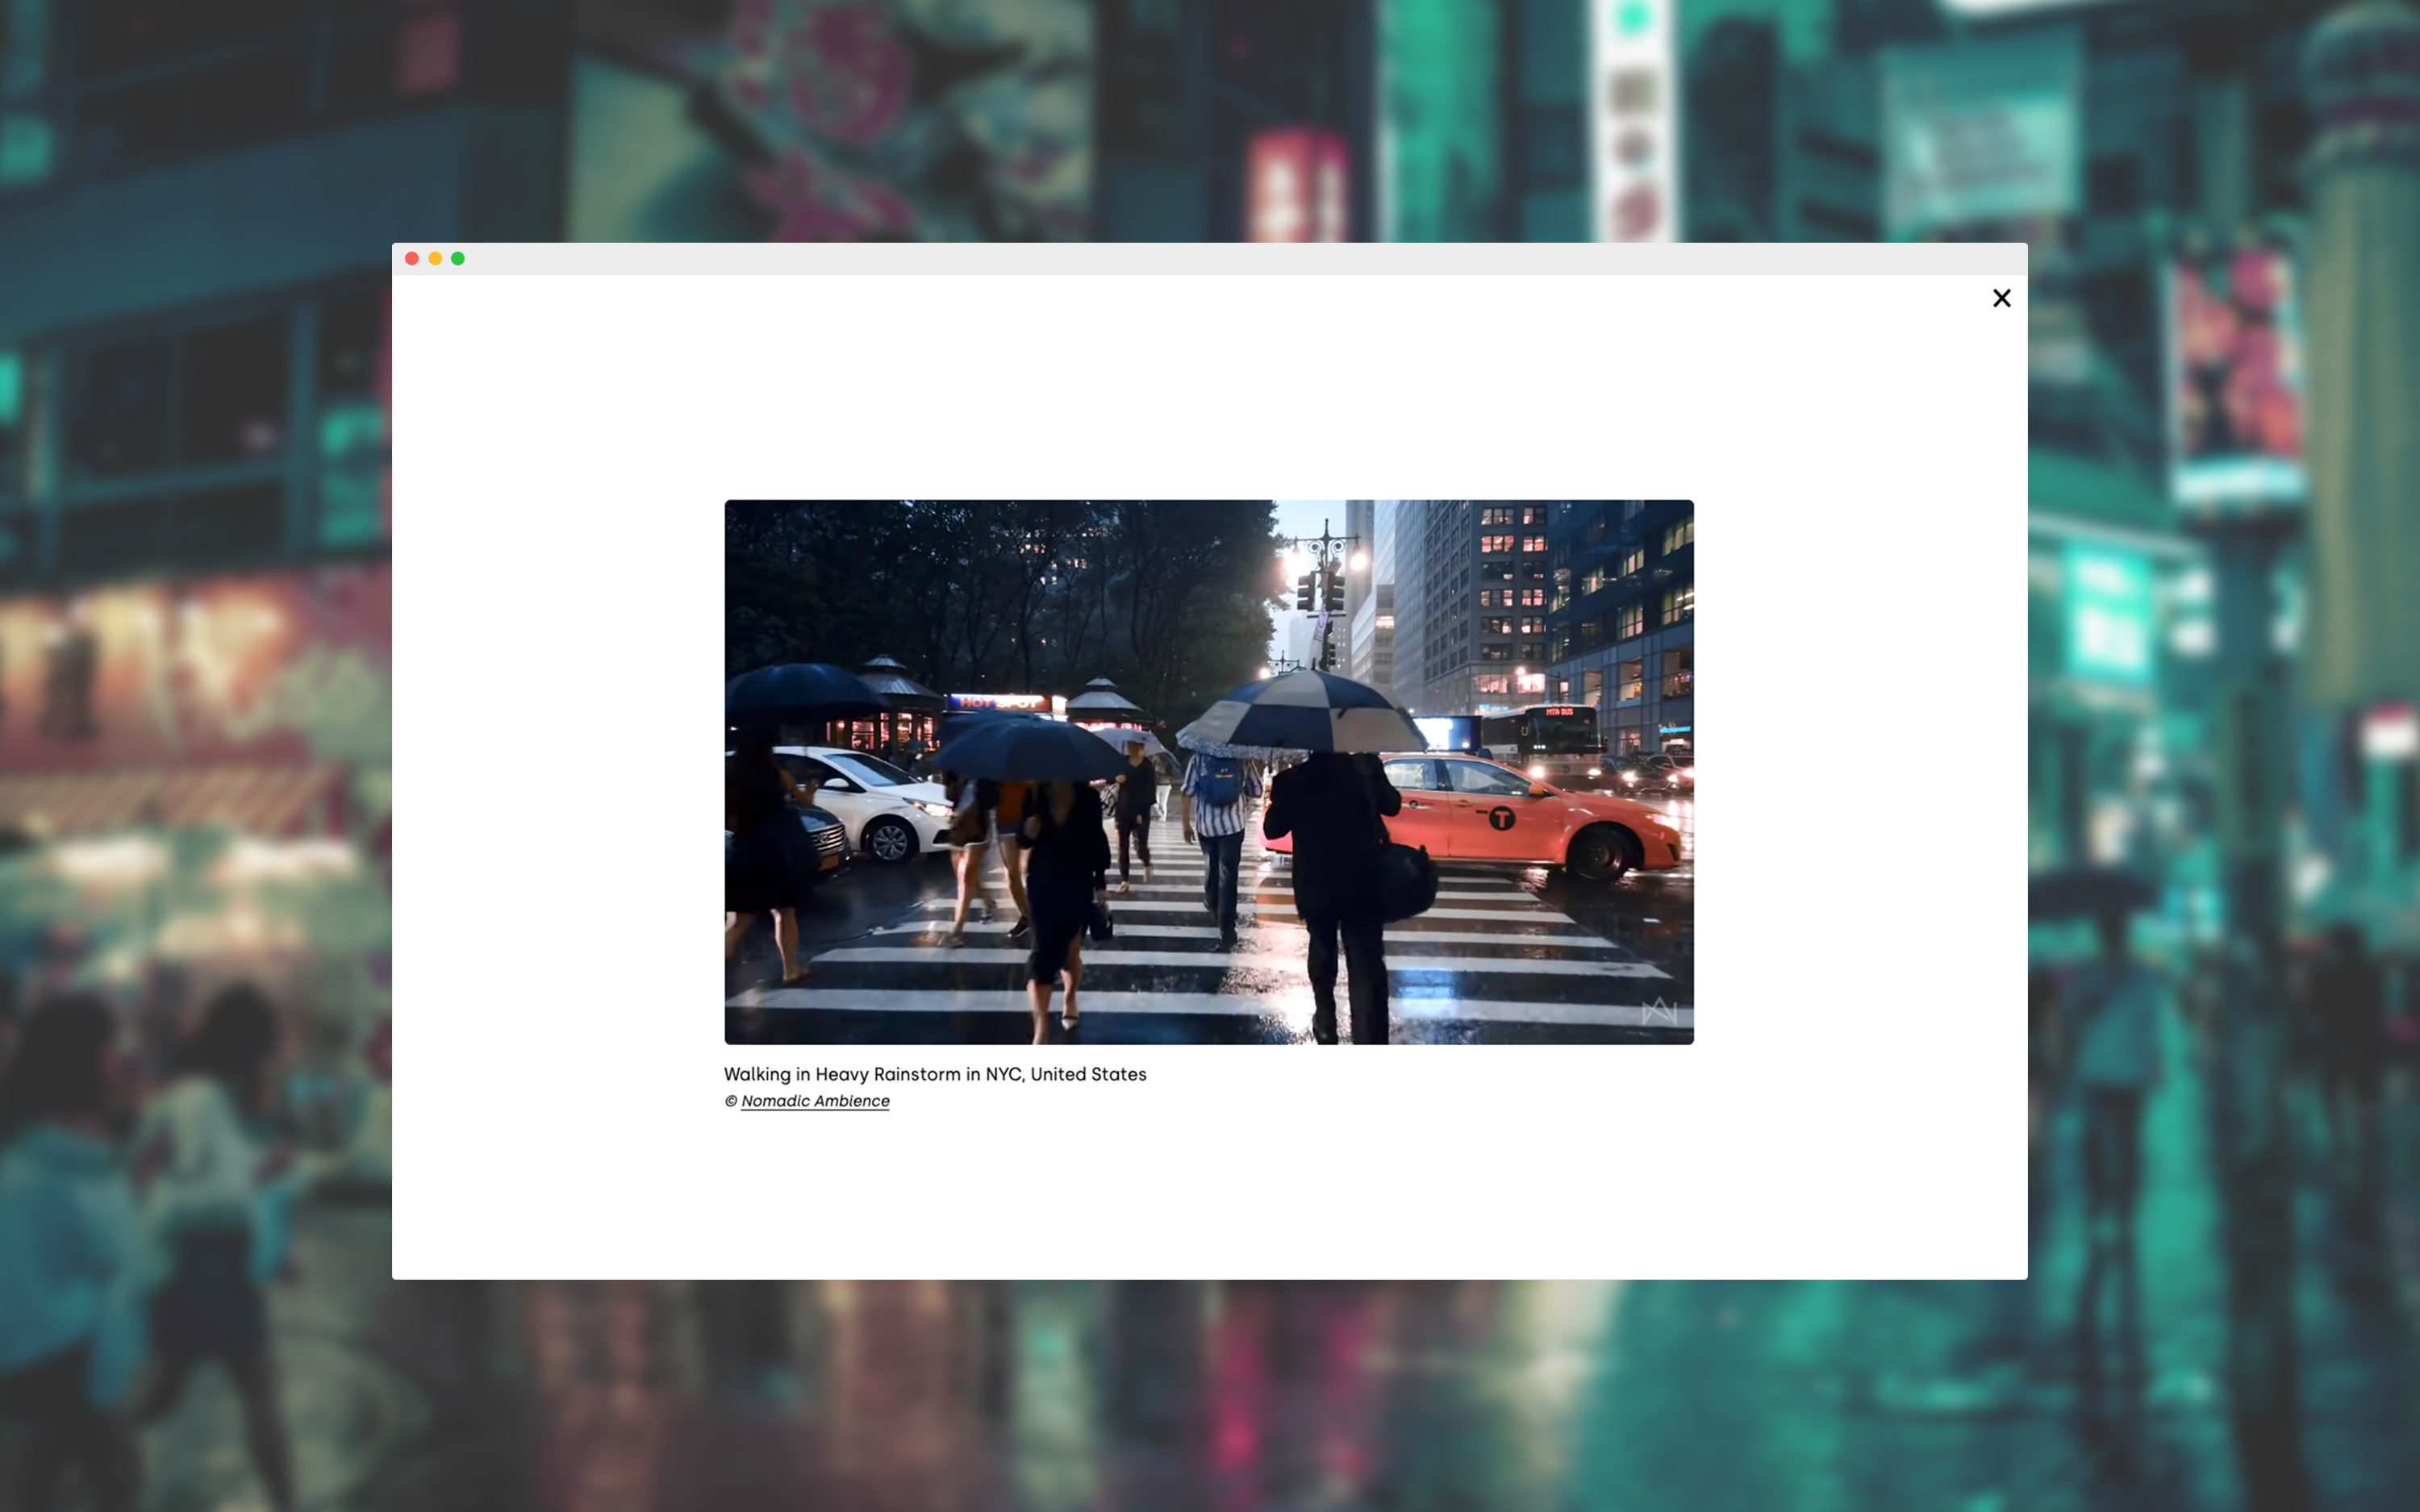 HOT SPOT
MTA BUS
T
Walking in Heavy Rainstorm in NYC, United States
© Nomadic Ambience